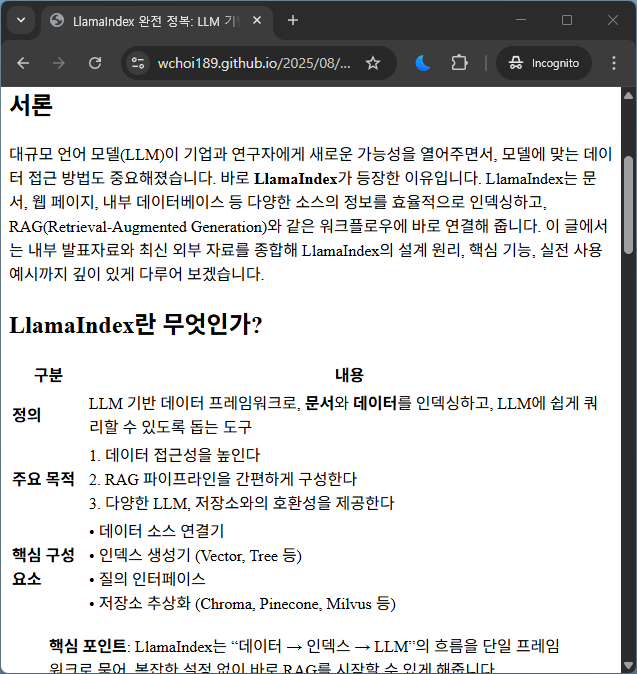 LlamaIndex 완전 정복: LLM 기
wchoi189.github.io/2025/08/...
Incognito
서론
대규모 언어 모델(LLM)이 기업과 연구자에게 새로운 가능성을 열어주면서, 모델에 맞는 데이
터 접근 방법도 중요해졌습니다. 바로 LlamaIndex가 등장한 이유입니다. LlamaIndex는 문
서, 웹 페이지, 내부 데이터베이스 등 다양한 소스의 정보를 효율적으로 인덱싱하고,
RAG(Retrieval-Augmented Generation)와 같은 워크플로우에 바로 연결해 줍니다. 이 글에서
는 내부 발표자료와 최신 외부 자료를 종합해 LlamaIndex의 설계 원리, 핵심 기능, 실전 사용
예시까지 깊이 있게 다루어 보겠습니다.
LlamaIndex란 무엇인가?
구분 내용
정의 LLM 기반 데이터 프레임워크로, 문서와 데이터를 인덱싱하고, LLM에 쉽게 쿼
리할 수 있도록 돕는 도구
주요 목적
1. 데이터 접근성을 높인다
2. RAG 파이프라인을 간편하게 구성한다
3. 다양한 LLM, 저장소와의 호환성을 제공한다
핵심 구성
요소
• 데이터 소스 연결기
• 인덱스 생성기 (Vector, Tree 등)
• 질의 인터페이스
• 저장소 추상화 (Chroma, Pinecone, Milvus 등)
핵심 포인트: LlamaIndex는 “데이터 → 인덱스 → LLM”의 흐름을 단일 프레임
워크로 묶어, 복잡한 설정 없이 바로 RAG를 시작할 수 있게 해줍니다.